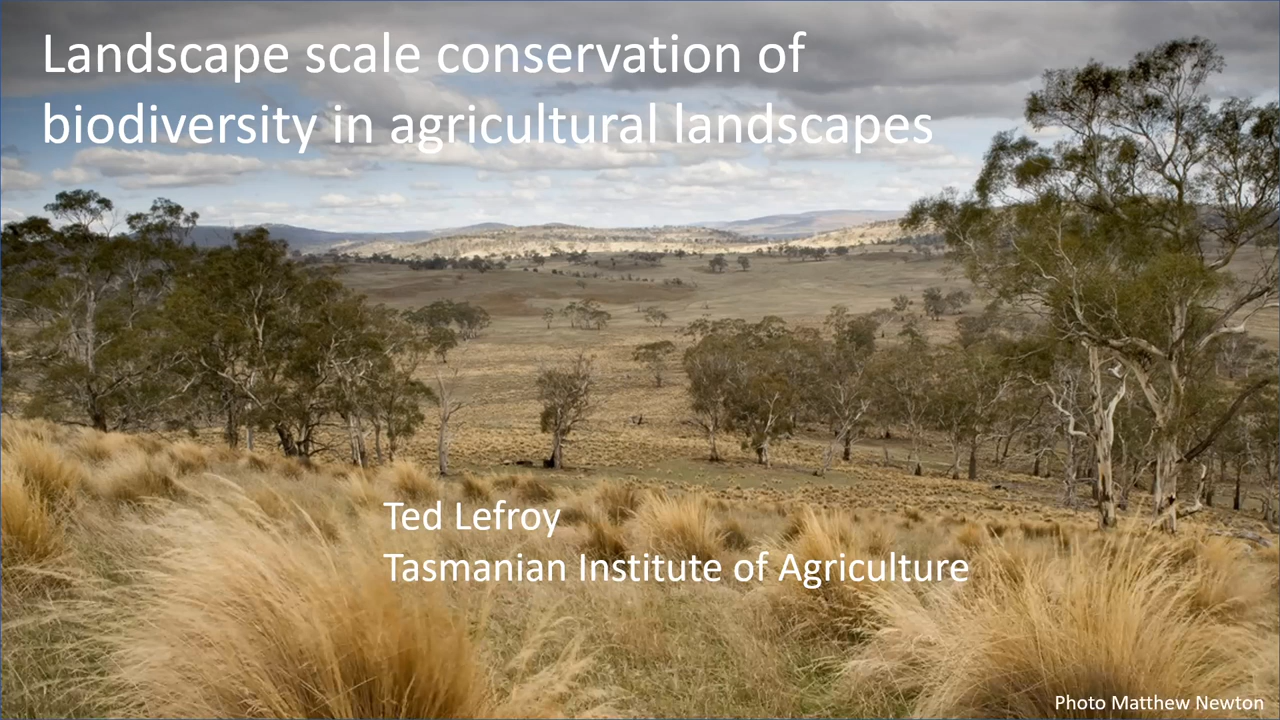 Landscape scale conservation of
biodiversity in agricultural landscapes
Ted Lefroy
Tasmanian Institute of Agriculture
Photo Matthew Newton